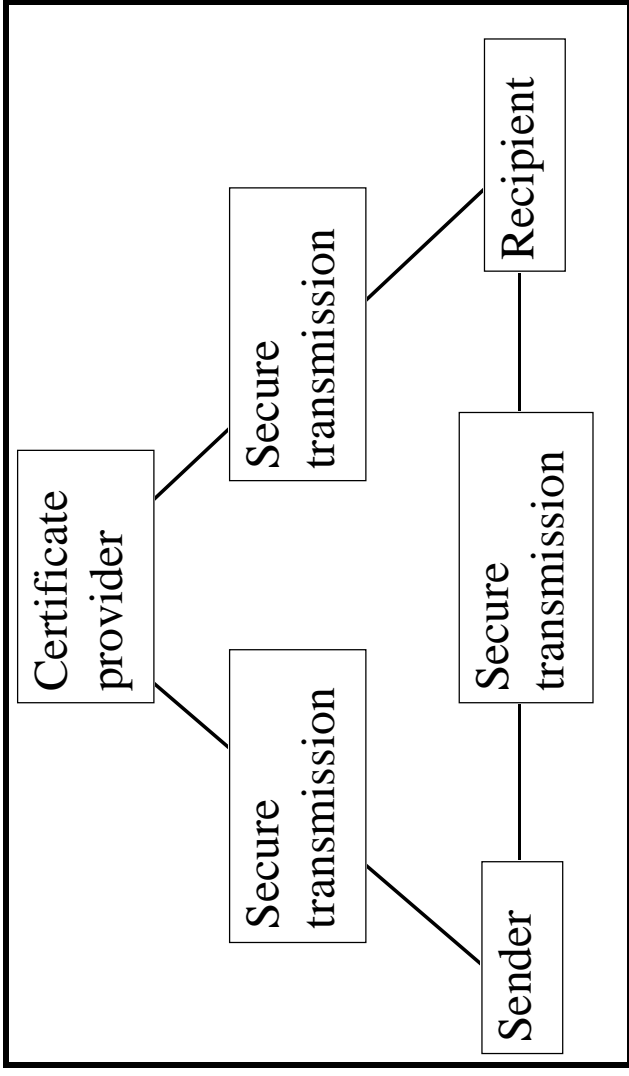 Certificate
provider
Secure
transmission
Secure
transmission
Sender
Secure
transmission
Recipient